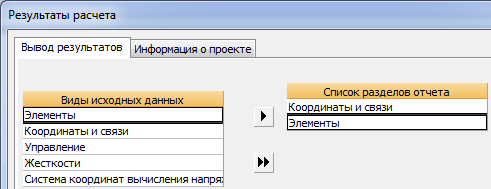 Результаты расчета
Вывод результатов
Информация о проекте
Виды исходных данных
Элементы
Координаты и связи
Управление
Жесткости
Система координат вычисления напря
Список разделов отчета
Координаты и связи
Элементы